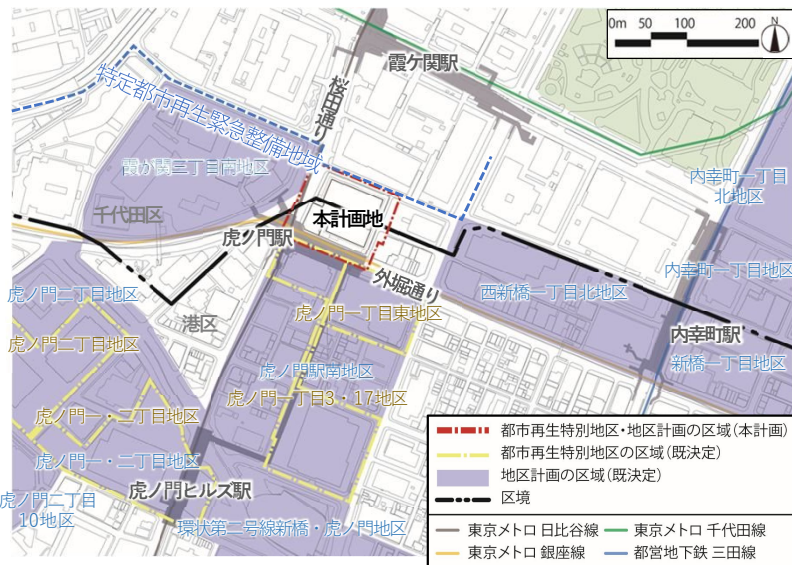 0m 50 100 200
N
霞ケ関駅
桜田通り
特定都市再生緊急整備地域
霞が関三丁目南地区
内幸町一丁目
北地区
千代田区
本計画地
虎ノ門駅
外堀通り
内幸町一丁目地区
虎ノ門二丁目地区
西新橋一丁目北地区
虎ノ門一丁目東地区
港区
内幸町駅
虎ノ門二丁目地区
新橋一丁目地区
虎ノ門駅南地区
虎ノ門一丁目3・17地区
虎ノ門一・二丁目地区
虎ノ門一・二丁目地区
虎ノ門ヒルズ駅
虎ノ門二丁目
10地区
環状第二号線新橋・虎ノ門地区
都市再生特別地区・地区計画の区域(本計画)
都市再生特別地区の区域(既決定)
地区計画の区域(既決定)
区境
東京メトロ 日比谷線
東京メトロ 千代田線
東京メトロ 銀座線
都営地下鉄 三田線